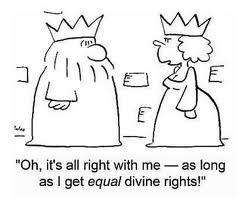 "Oh, it's all right with me — as long
as I get equal divine rights!"